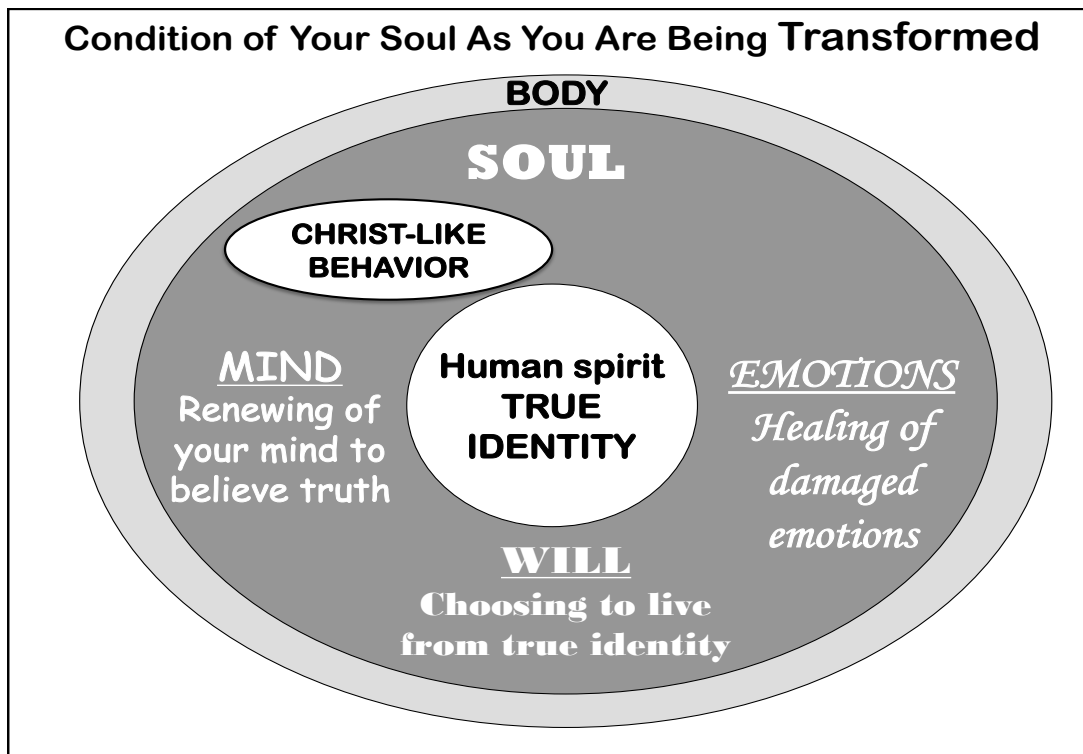 Condition of Your Soul As You Are Being Transformed
BODY
SOUL
CHRIST-LIKE
BEHAVIOR
MIND
Renewing of
your mind to
believe truth
Human spirit
TRUE
IDENTITY
EMOTIONS
Healing of
damaged
emotions
WILL
Choosing to live
from true identity